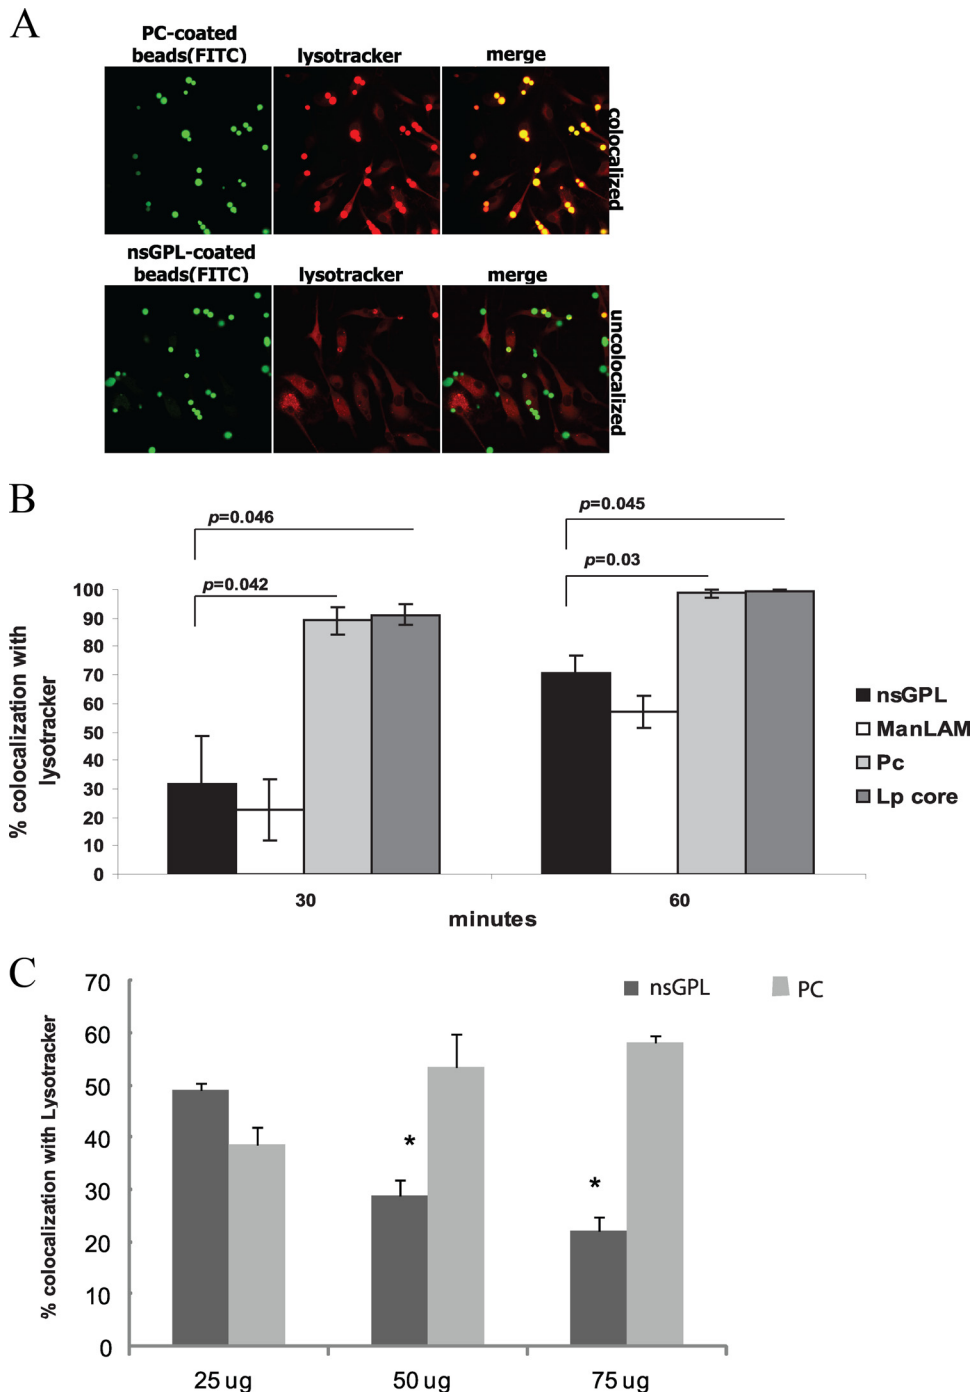 A
PC-coated
beads(FITC)
lysotracker
merge
colocalized
nsGPL-coated
beads(FITC)
lysotracker
merge
uncolocalized
B
p=0.046
p=0.042
p=0.045
p=0.03
% colocalization with
lysotracker
100
90
80
70
60
50
40
30
20
10
0
30
60
minutes
nsGPL
ManLAM
Pc
Lp core
C
% colocalization with Lysotracker
70
60
50
40
30
20
10
0
nsGPL
PC
*
*
25 ug
50 ug
75 ug